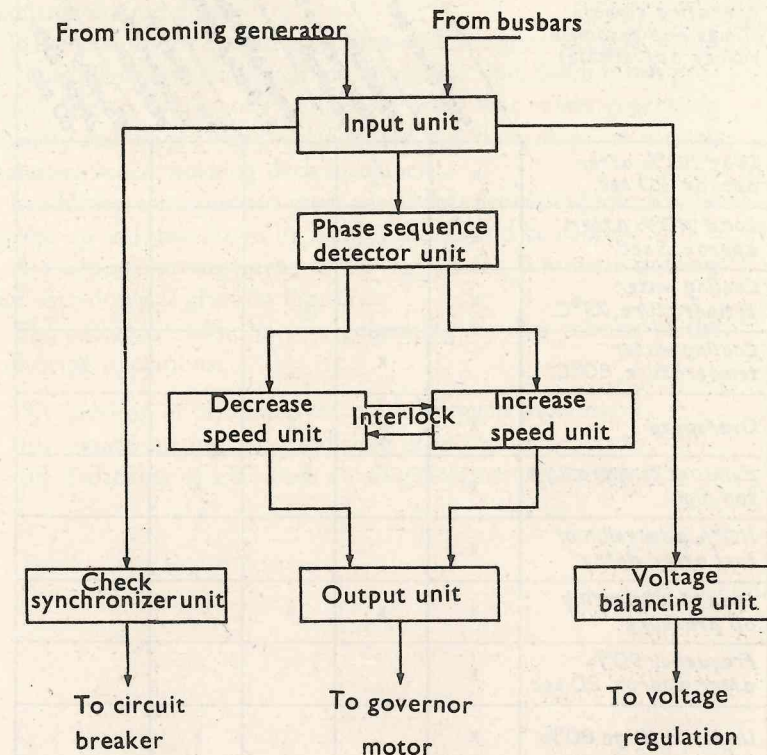 From incoming generator
From busbars
Input unit
Phase sequence
detector unit
Decrease
speed unit
Interlock
Increase
speed unit
Check
synchronizer unit
Output unit
Voltage
balancing unit
To circuit
breaker
To governor
motor
To voltage
regulation